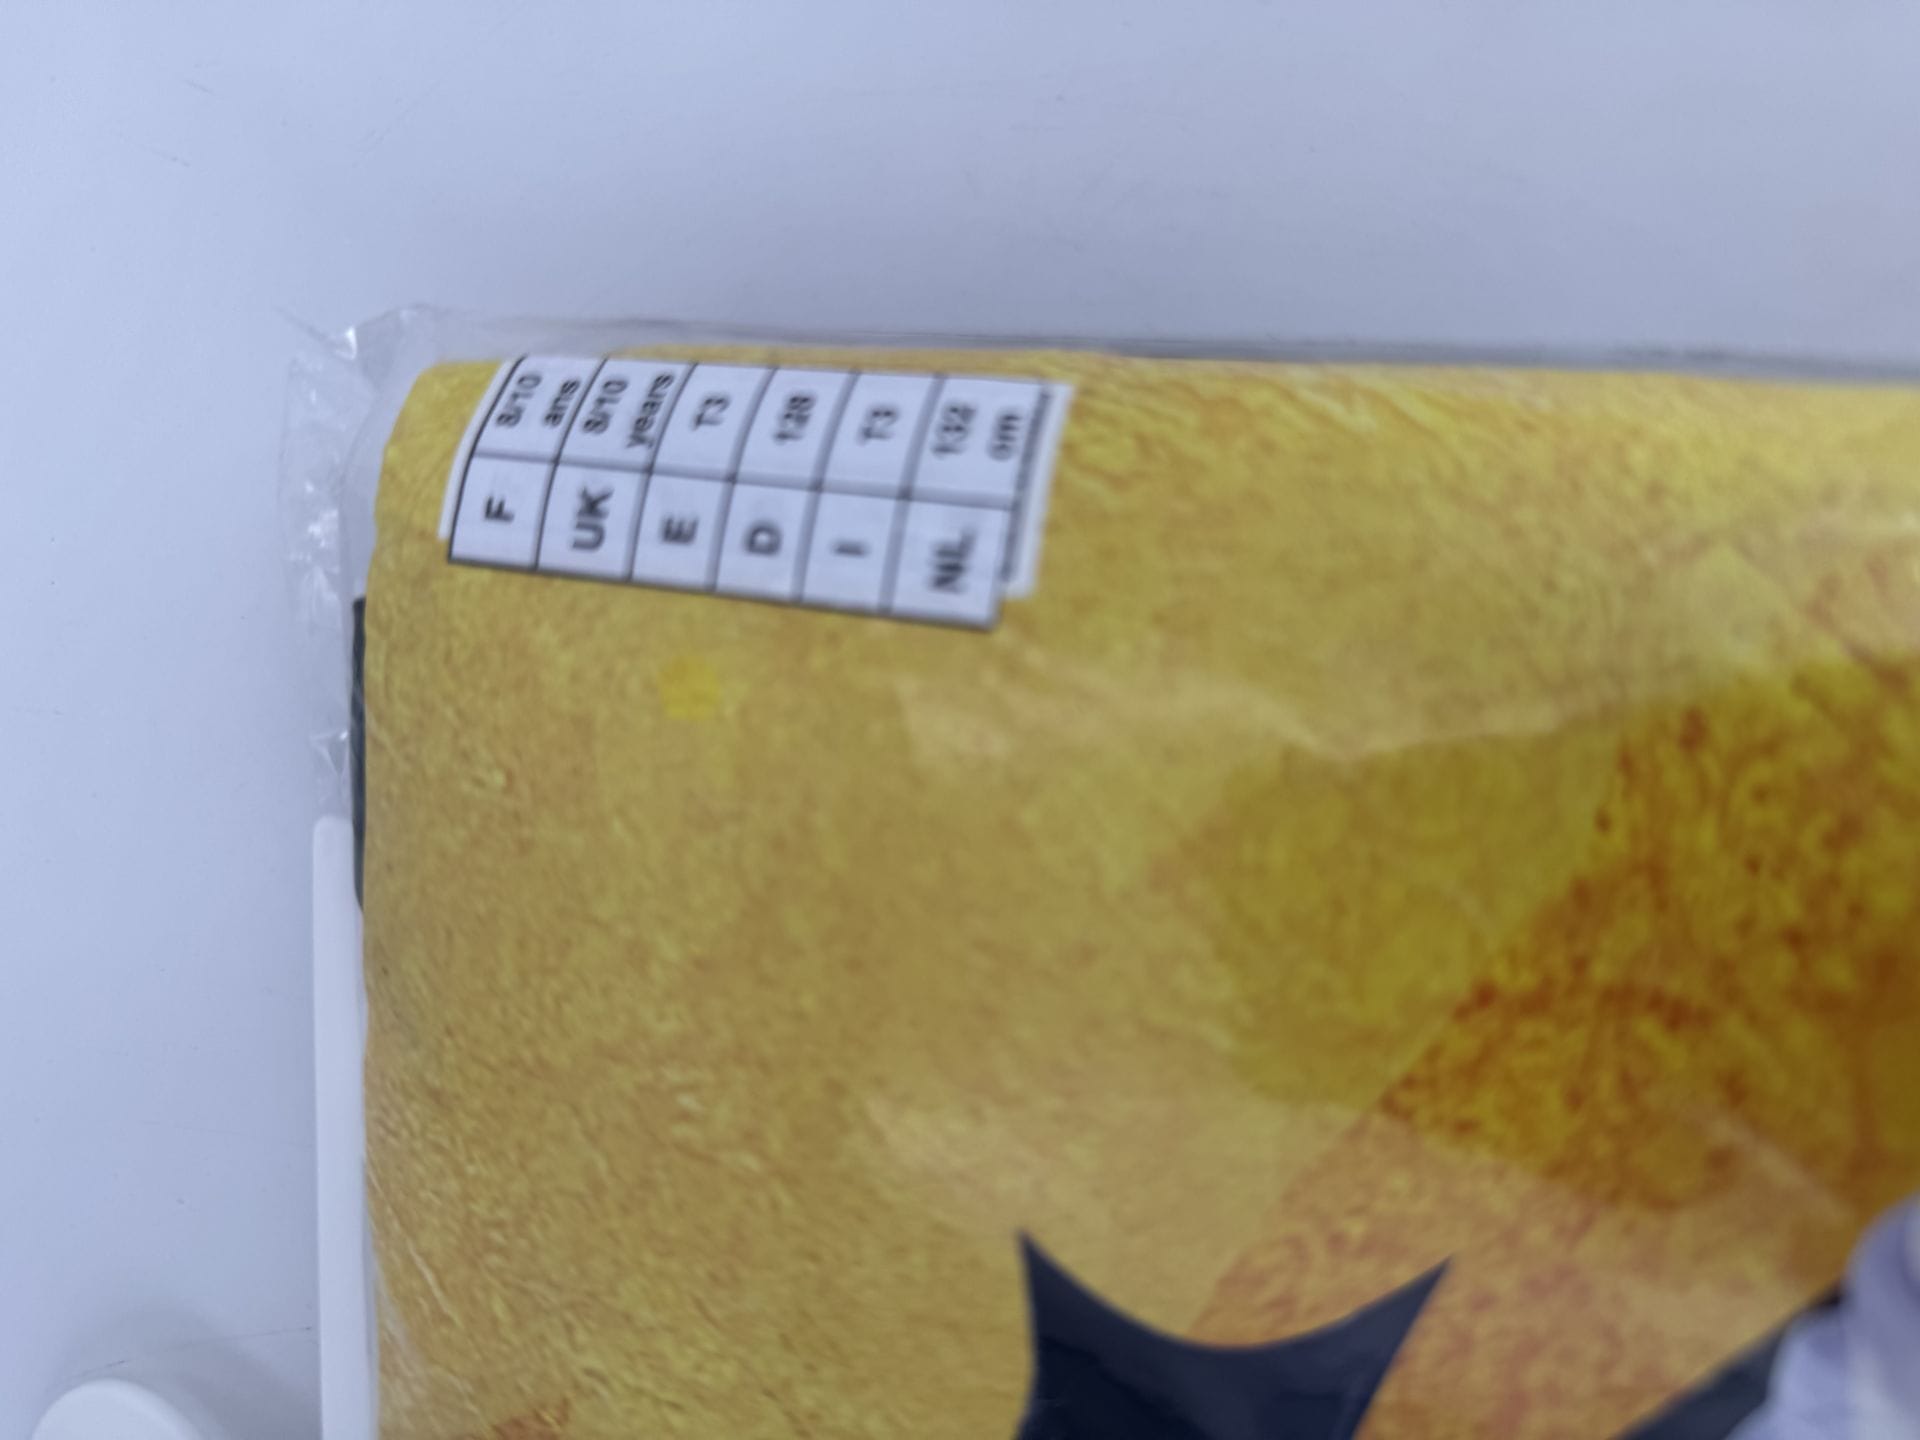 F 8/10 ans
UK 8/10 years
E T3
D 128
I T3
NL 132 cm